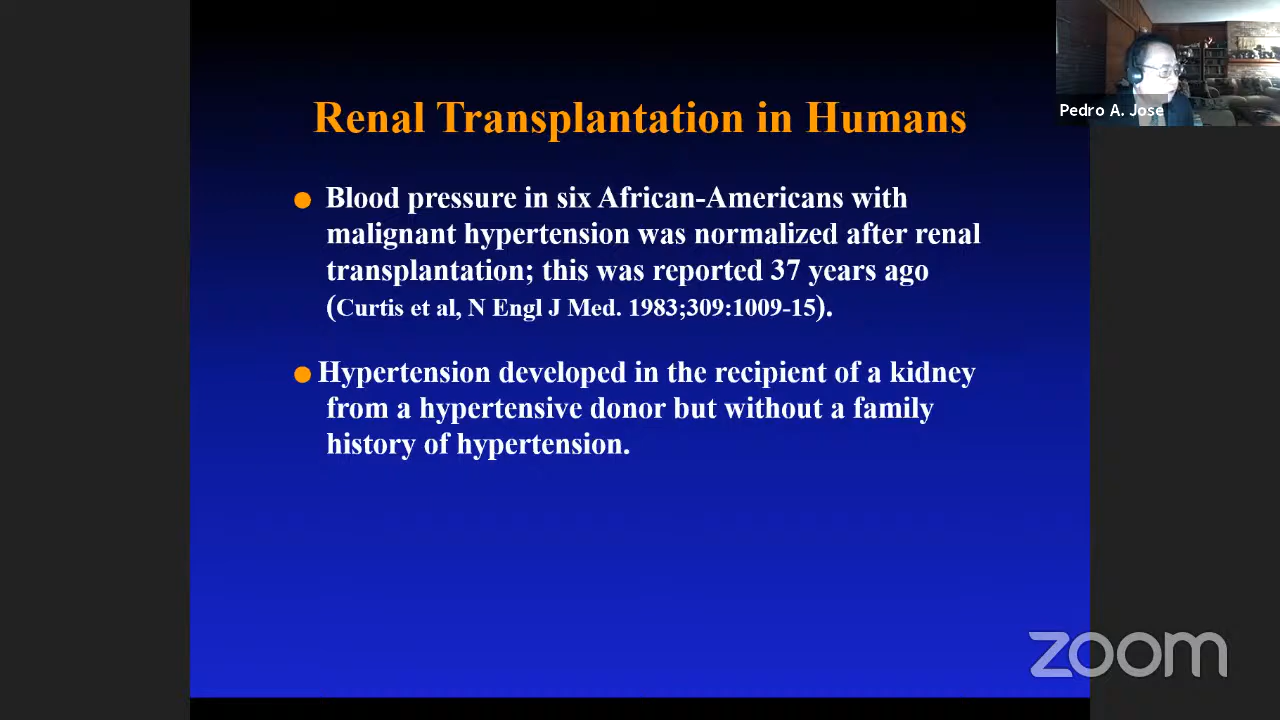 Renal Transplantation in Humans
Pedro A. Jose
Blood pressure in six African-Americans with
malignant hypertension was normalized after renal
transplantation; this was reported 37 years ago
(Curtis et al, N Engl J Med. 1983;309:1009-15).
Hypertension developed in the recipient of a kidney
from a hypertensive donor but without a family
history of hypertension.
zoom